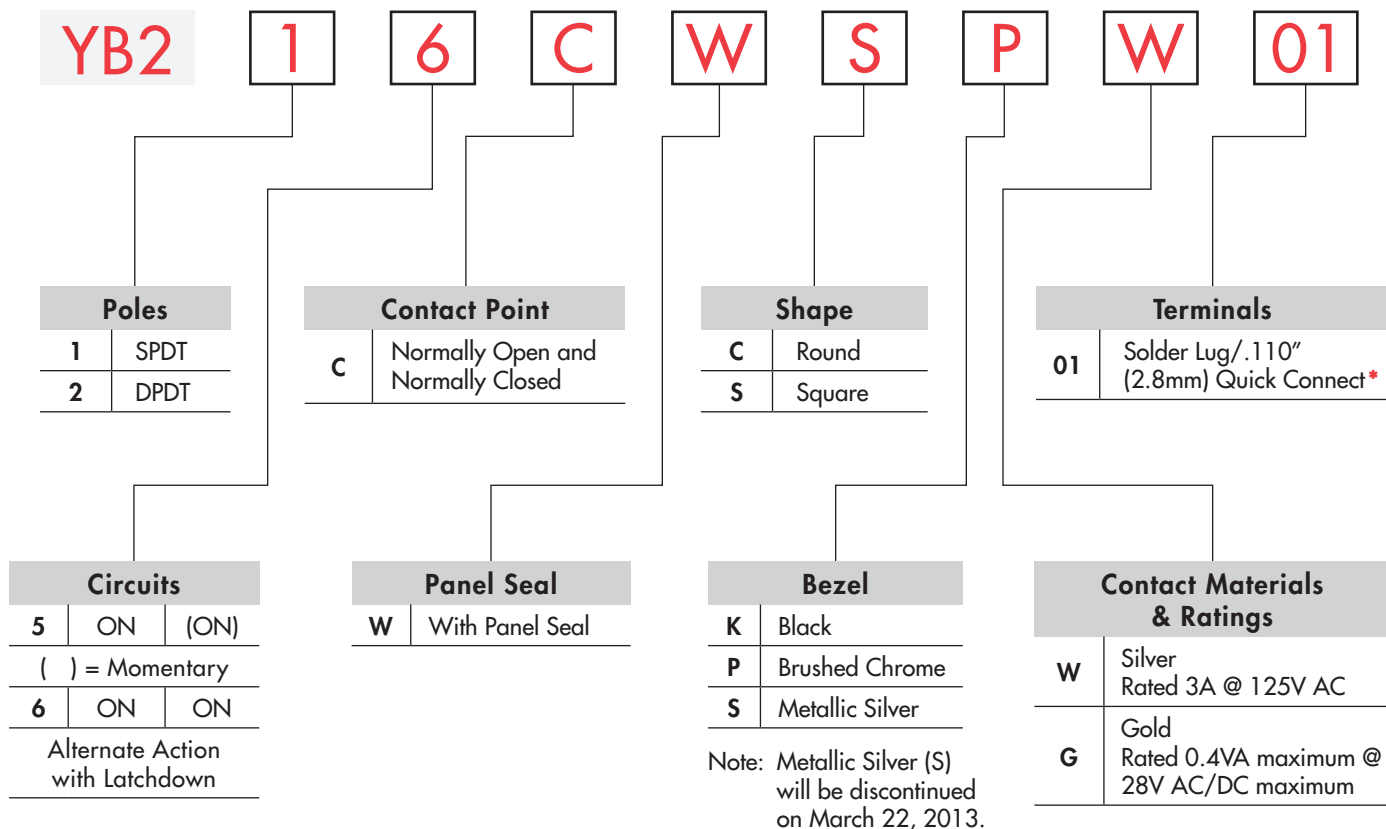 YB2 1 6 C W S P W 01
Poles
1 SPDT
2 DPDT
Contact Point
C Normally Open and
Normally Closed
Shape
C Round
S Square
Terminals
01 Solder Lug/.110"
(2.8mm) Quick Connect*
Circuits
5 ON (ON)
( ) = Momentary
6 ON ON
Alternate Action
with Latchdown
Panel Seal
W With Panel Seal
Bezel
K Black
P Brushed Chrome
S Metallic Silver
Note: Metallic Silver (S)
will be discontinued
on March 22, 2013.
Contact Materials
& Ratings
W Silver
Rated 3A @ 125V AC
G Gold
Rated 0.4VA maximum @
28V AC/DC maximum